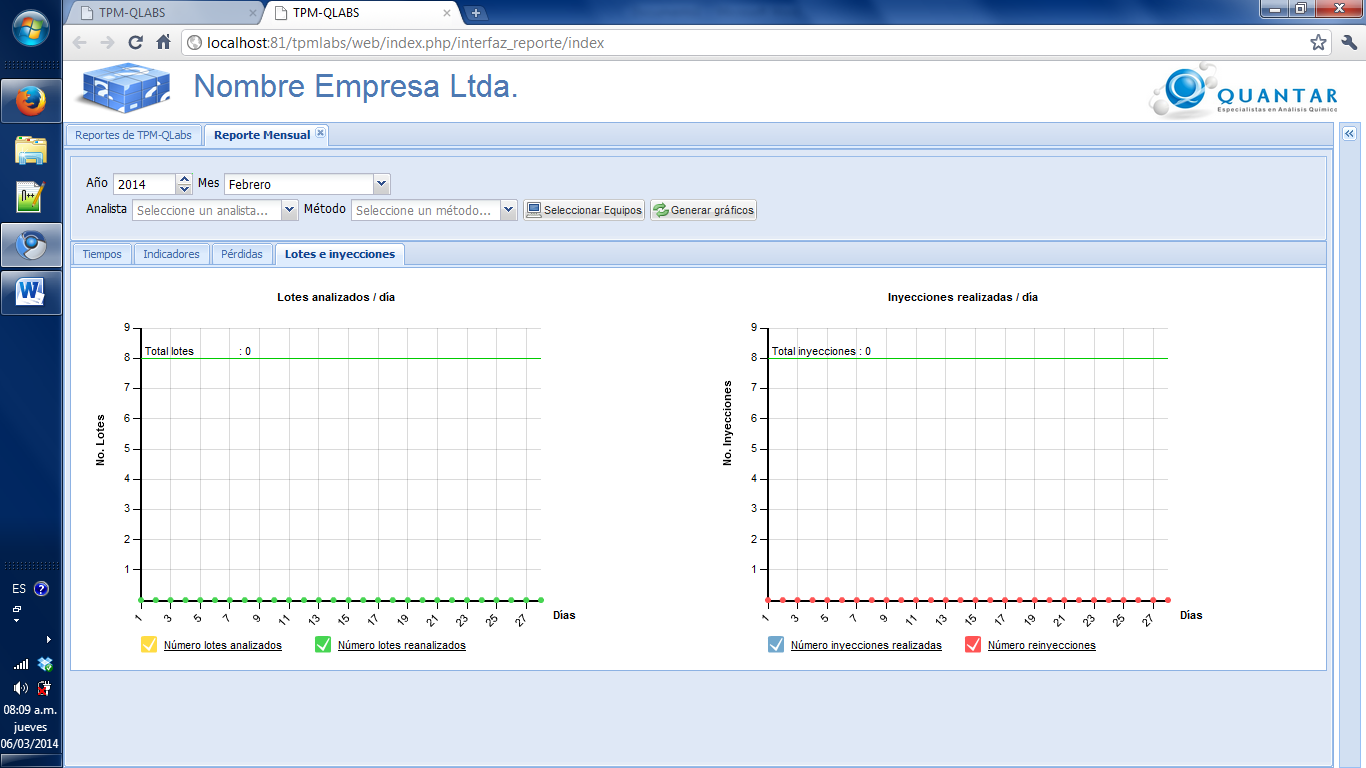 TPM-QLABS
TPM-QLABS
localhost:81/tpmlabs/web/index.php/interfaz_reporte/index
Nombre Empresa Ltda.
QUANTAR
Especialistas en Análisis Químico
Reportes de TPM-QLabs
Reporte Mensual
Año 2014 Mes Febrero
Analista Seleccione un analista... Método Seleccione un método... Seleccionar Equipos Generar gráficos
Tiempos Indicadores Pérdidas Lotes e inyecciones
Lotes analizados / día
9
8
7
6
5
4
3
2
1
No. Lotes
Total lotes : 0
1 3 5 7 9 11 13 15 17 19 21 23 25 27
Días
Número lotes analizados
Número lotes reanalizados
Inyecciones realizadas / día
9
8
7
6
5
4
3
2
1
No. Inyecciones
Total inyecciones : 0
1 3 5 7 9 11 13 15 17 19 21 23 25 27
Días
Número inyecciones realizadas
Número reinyecciones
ES
08:09 a.m.
jueves
06/03/2014